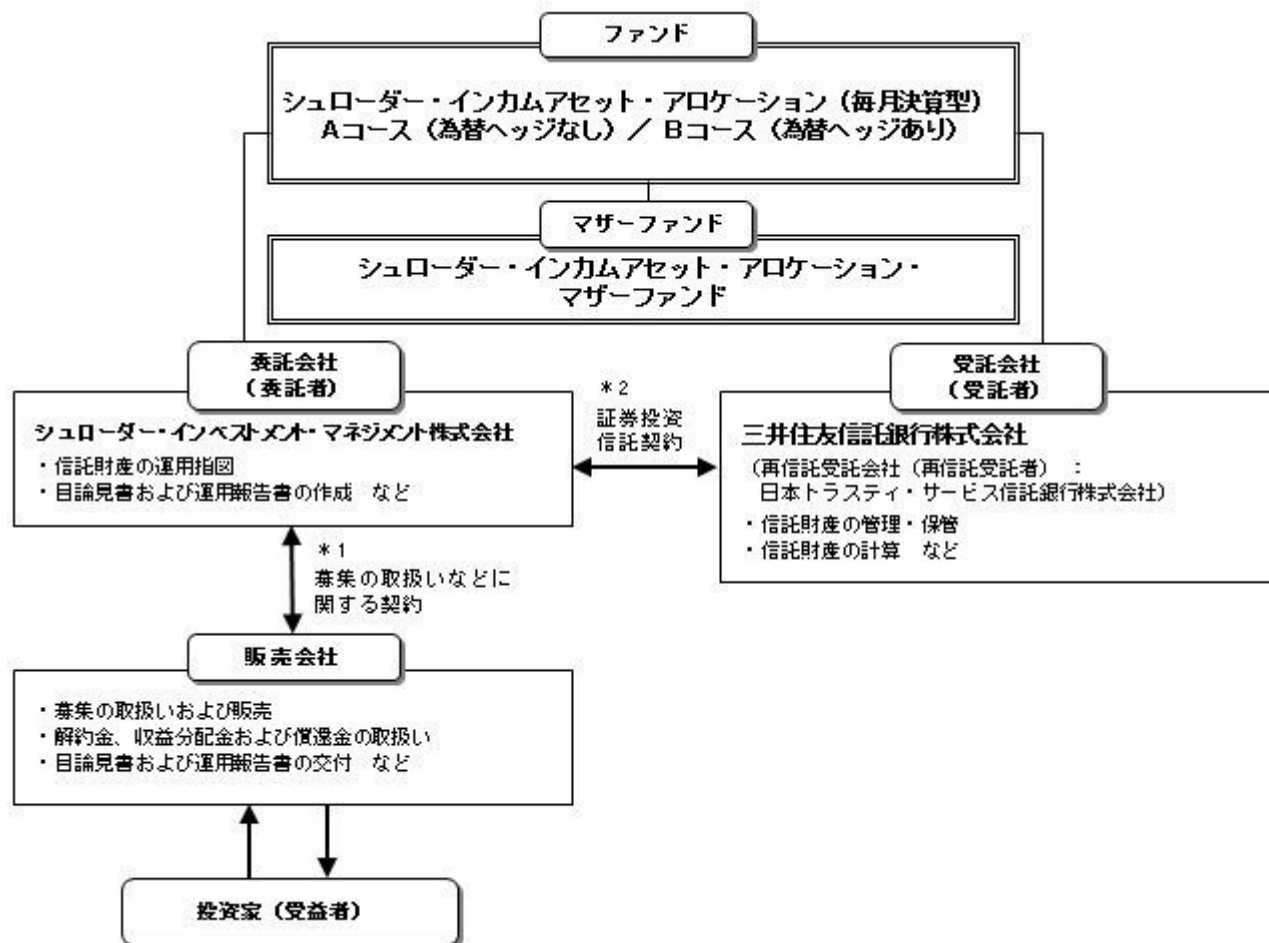 ファンド
シュローダー・インカムアセット・アロケーション（毎月決算型）
Aコース（為替ヘッジなし）／ Bコース（為替ヘッジあり）
マザーファンド
シュローダー・インカムアセット・アロケーション・
マザーファンド
委託会社
（委託者）
シュローダー・インベストメント・マネジメント株式会社
・信託財産の運用指図
・目論見書および運用報告書の作成　など
＊2
証券投資
信託契約
受託会社
（受託者）
三井住友信託銀行株式会社
（再信託受託会社（再信託受託者）：
日本トラスティ・サービス信託銀行株式会社）
・信託財産の管理・保管
・信託財産の計算　など
＊1
募集の取扱いなどに
関する契約
販売会社
・募集の取扱いおよび販売
・解約金、収益分配金および償還金の取扱い
・目論見書および運用報告書の交付　など
投資家（受益者）